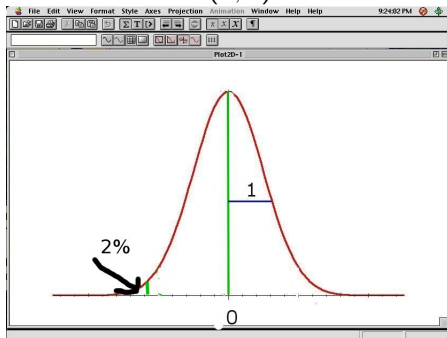 File Edit View Format Style Axes Projection Animation Window Help Help 9:24:02 PM
Σ T
x x x ¶
Plot2D-1
1
2%
0